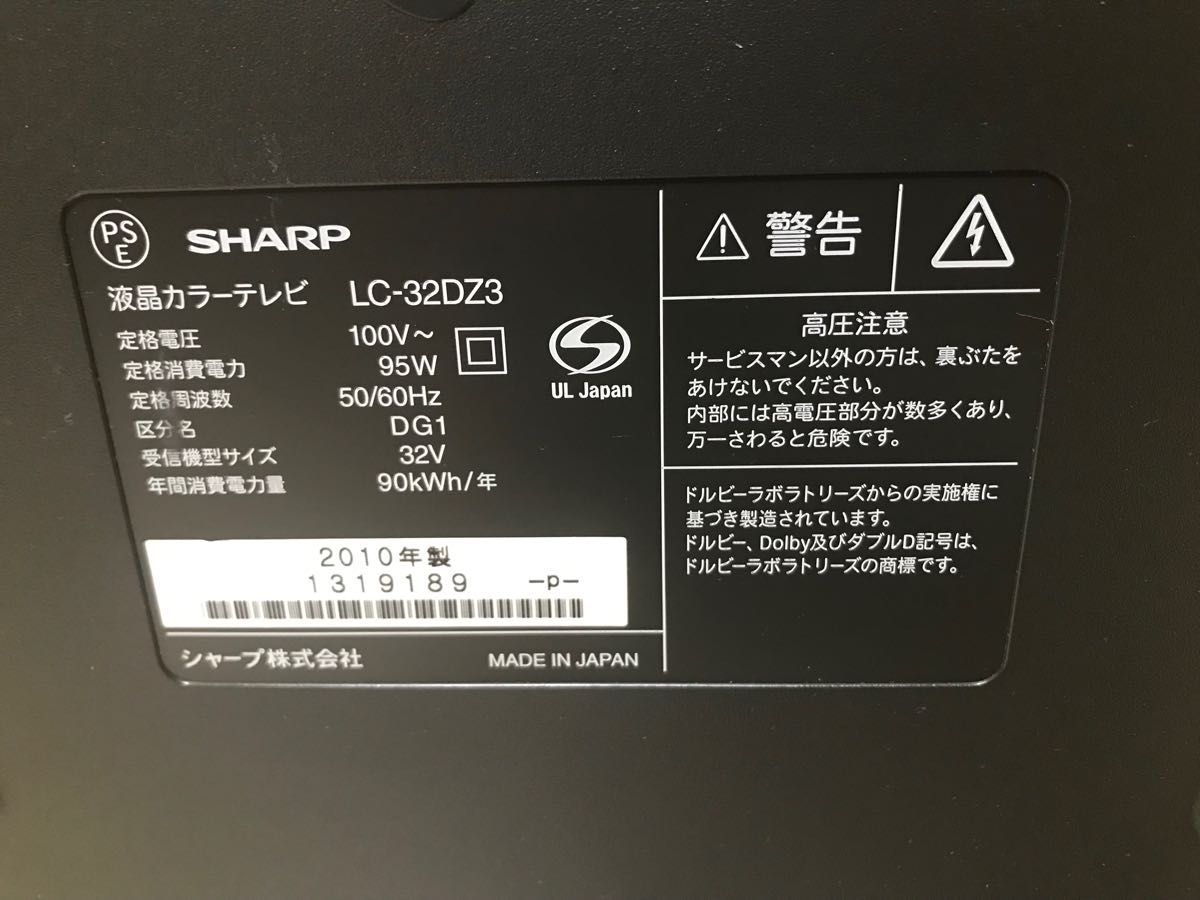 PS
E
SHARP
液晶カラーテレビ LC-32DZ3
定格電圧 100V～
定格消費電力 95W
定格周波数 50/60Hz
区分名 DG1
受信機型サイズ 32V
年間消費電力量 90kWh/年
UL Japan
2010年製
1319189 -p-
シャープ株式会社 MADE IN JAPAN
警告
高圧注意
サービスマン以外の方は、裏ぶたを
あけないでください。
内部には高電圧部分が数多くあり、
万一さわると危険です。
ドルビーラボラトリーズからの実施権に
基づき製造されています。
ドルビー、Dolby及びダブルD記号は、
ドルビーラボラトリーズの商標です。